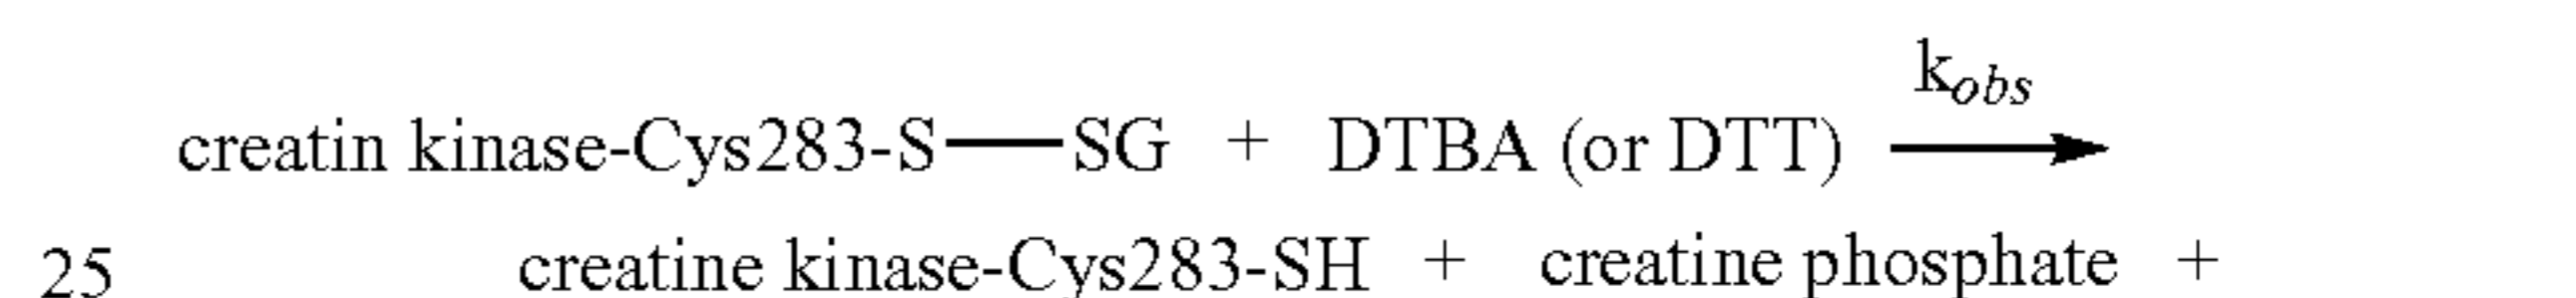 k_obs
creatin kinase-Cys283-S—SG + DTBA (or DTT) ⟶
25 creatine kinase-Cys283-SH + creatine phosphate +